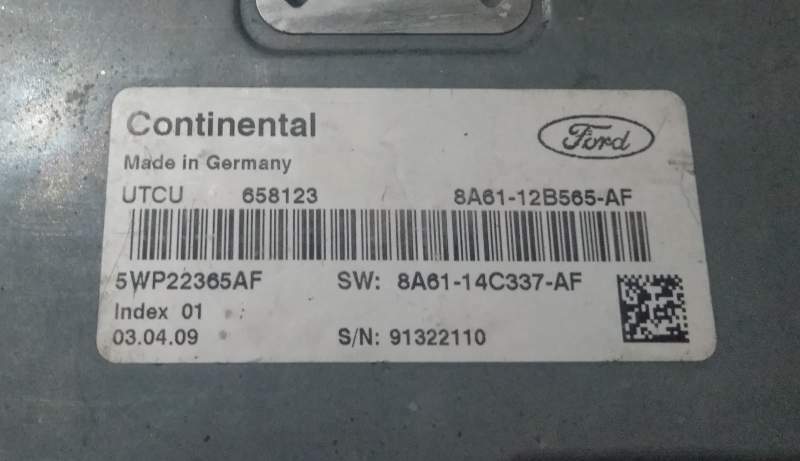 Continental
Ford
Made in Germany
UTCU 658123 8A61-12B565-AF
5WP22365AF SW: 8A61-14C337-AF
Index 01
03.04.09 S/N: 91322110